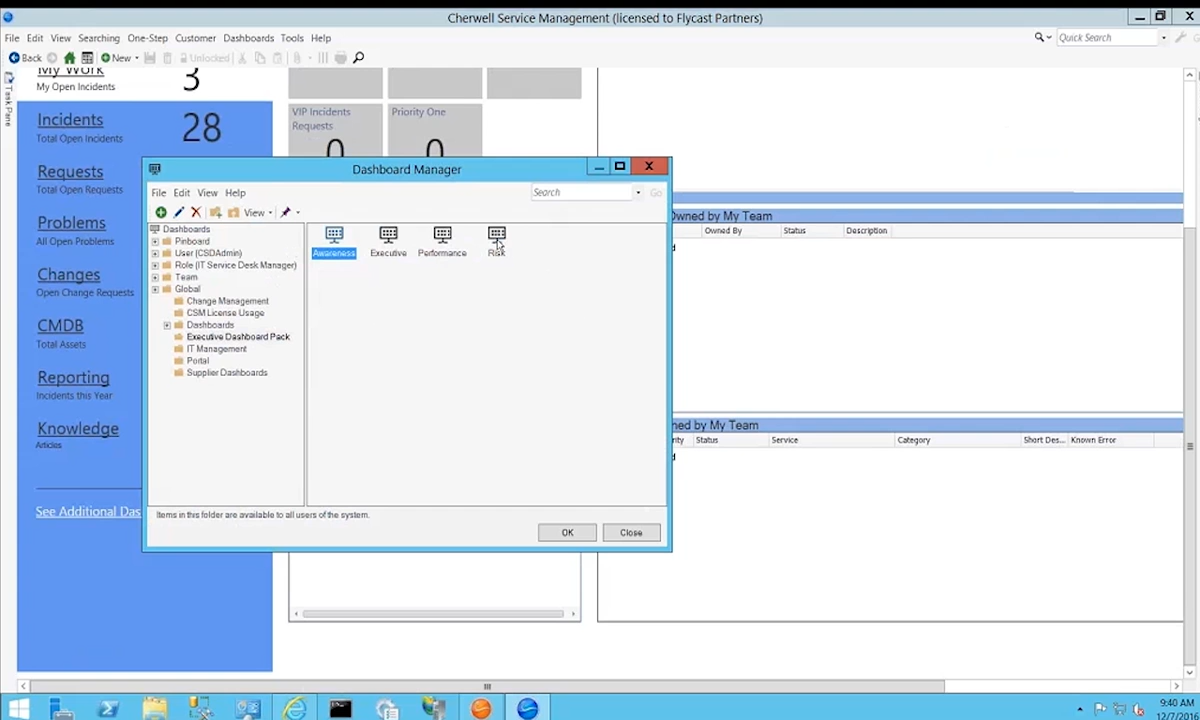 Cherwell Service Management (licensed to Flycast Partners)
File Edit View Searching One-Step Customer Dashboards Tools Help
Quick Search
Back New Unlocked
Task Pane
My Work 3
My Open Incidents
VIP Incidents Requests 0
Priority One 0
Incidents 28
Total Open Incidents
Requests
Total Open Requests
Problems
All Open Problems
Changes
Open Change Requests
CMDB
Total Assets
Reporting
Incidents this Year
Knowledge
Articles
See Additional Das
Dashboard Manager
File Edit View Help
Search Go
View
Dashboards
Pinboard
User (CSDAdmin)
Role (IT Service Desk Manager)
Team
Global
Change Management
CSM License Usage
Dashboards
Executive Dashboard Pack
IT Management
Portal
Supplier Dashboards
Awareness Executive Performance Risk
Items in this folder are available to all users of the system.
OK Close
Owned by My Team
Owned By Status Description
d
ned by My Team
rity Status Service Category Short Des... Known Error
d
9:40 AM
12/7/2016